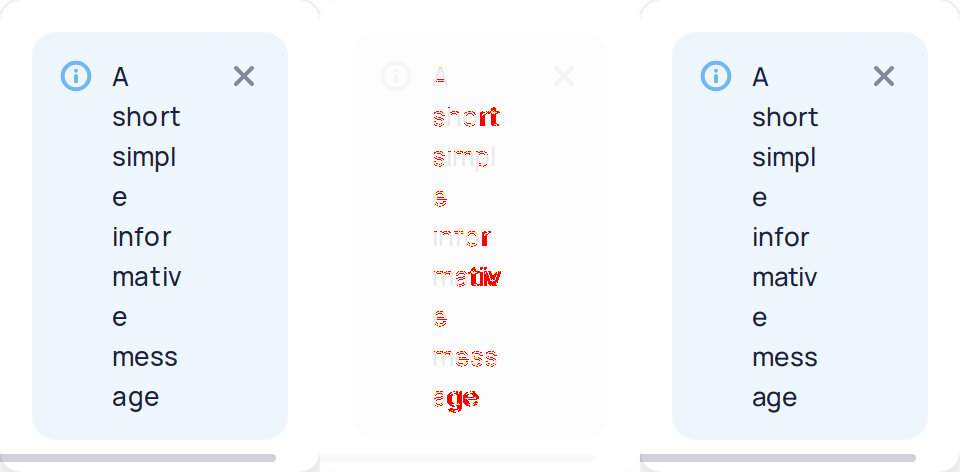 A
short
simpl
e
infor
mativ
e
mess
age
A
short
simpl
e
infor
mativ
e
mess
age
A
short
simpl
e
infor
mativ
e
mess
age